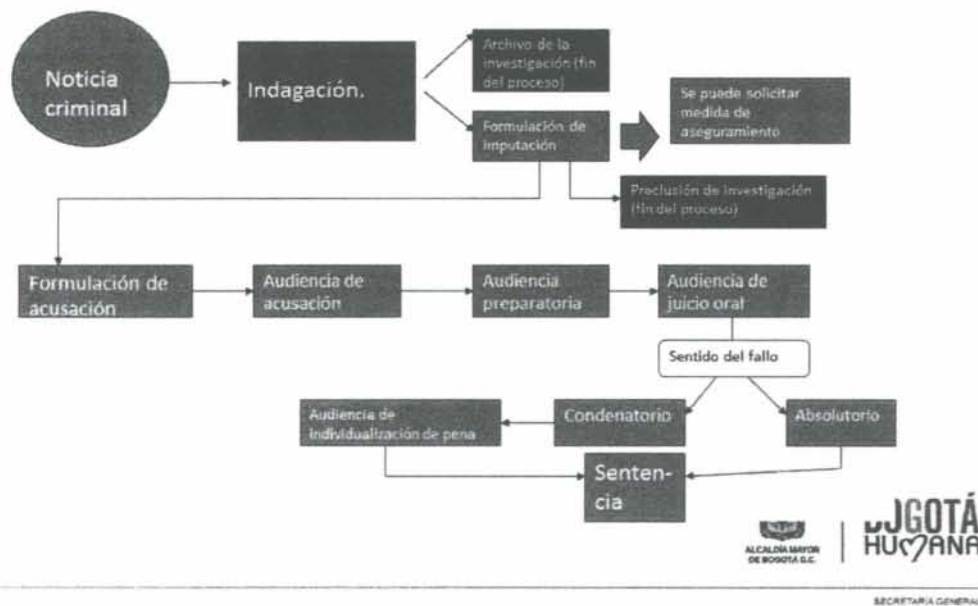 Noticia
criminal
Indagación.
Archivo de la
investigación (fin
del proceso)
Formulación de
imputación
Se puede solicitar
medida de
aseguramiento
Preclusión de investigación
(fin del proceso)
Formulación de
acusación
Audiencia de
acusación
Audiencia
preparatoria
Audiencia de
juicio oral
Sentido del fallo
Audiencia de
individualización de pena
Condenatorio
Absolutorio
Senten-
cia
ALCALDÍA MAYOR
DE BOGOTÁ D.C.
BOGOTÁ
HUMANA
SECRETARÍA GENERAL